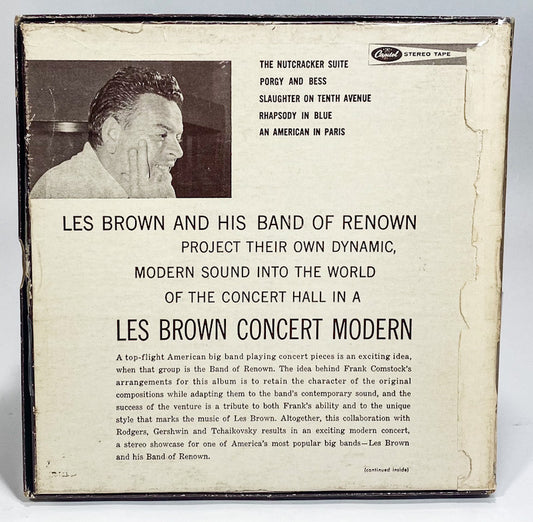 Capitol STEREO TAPE
THE NUTCRACKER SUITE
PORGY AND BESS
SLAUGHTER ON TENTH AVENUE
RHAPSODY IN BLUE
AN AMERICAN IN PARIS
LES BROWN AND HIS BAND OF RENOWN
PROJECT THEIR OWN DYNAMIC,
MODERN SOUND INTO THE WORLD
OF THE CONCERT HALL IN A
LES BROWN CONCERT MODERN
A top-flight American big band playing concert pieces is an exciting idea,
when that group is the Band of Renown. The idea behind Frank Comstock's
arrangements for this album is to retain the character of the original
compositions while adapting them to the band's contemporary sound, and the
success of the venture is a tribute to both Frank's ability and to the unique
style that marks the music of Les Brown. Altogether, this collaboration with
Rodgers, Gershwin and Tchaikovsky results in an exciting modern concert,
a stereo showcase for one of America's most popular big bands—Les Brown
and his Band of Renown.
(continued inside)